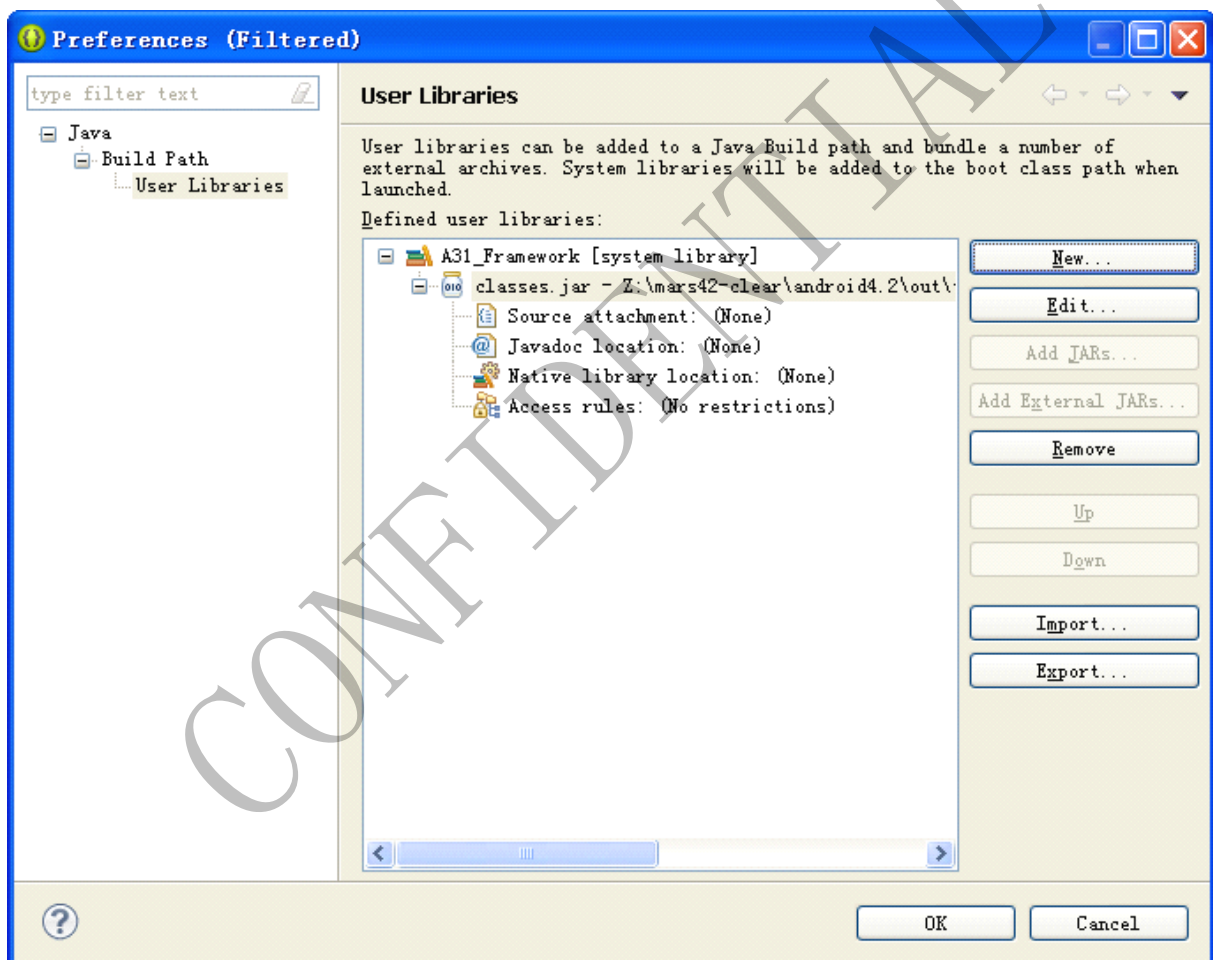 Preferences (Filtered)
type filter text
User Libraries
Java
Build Path
User Libraries
User libraries can be added to a Java Build path and bundle a number of
external archives. System libraries will be added to the boot class path when
launched.
Defined user libraries:
A31_Framework [system library]
classes.jar - Z:\mars42-clear\android4.2\out\
Source attachment: (None)
Javadoc location: (None)
Native library location: (None)
Access rules: (No restrictions)
New...
Edit...
Add JARs...
Add External JARs...
Remove
Up
Down
Import...
Export...
OK
Cancel
CONFIDENTIAL